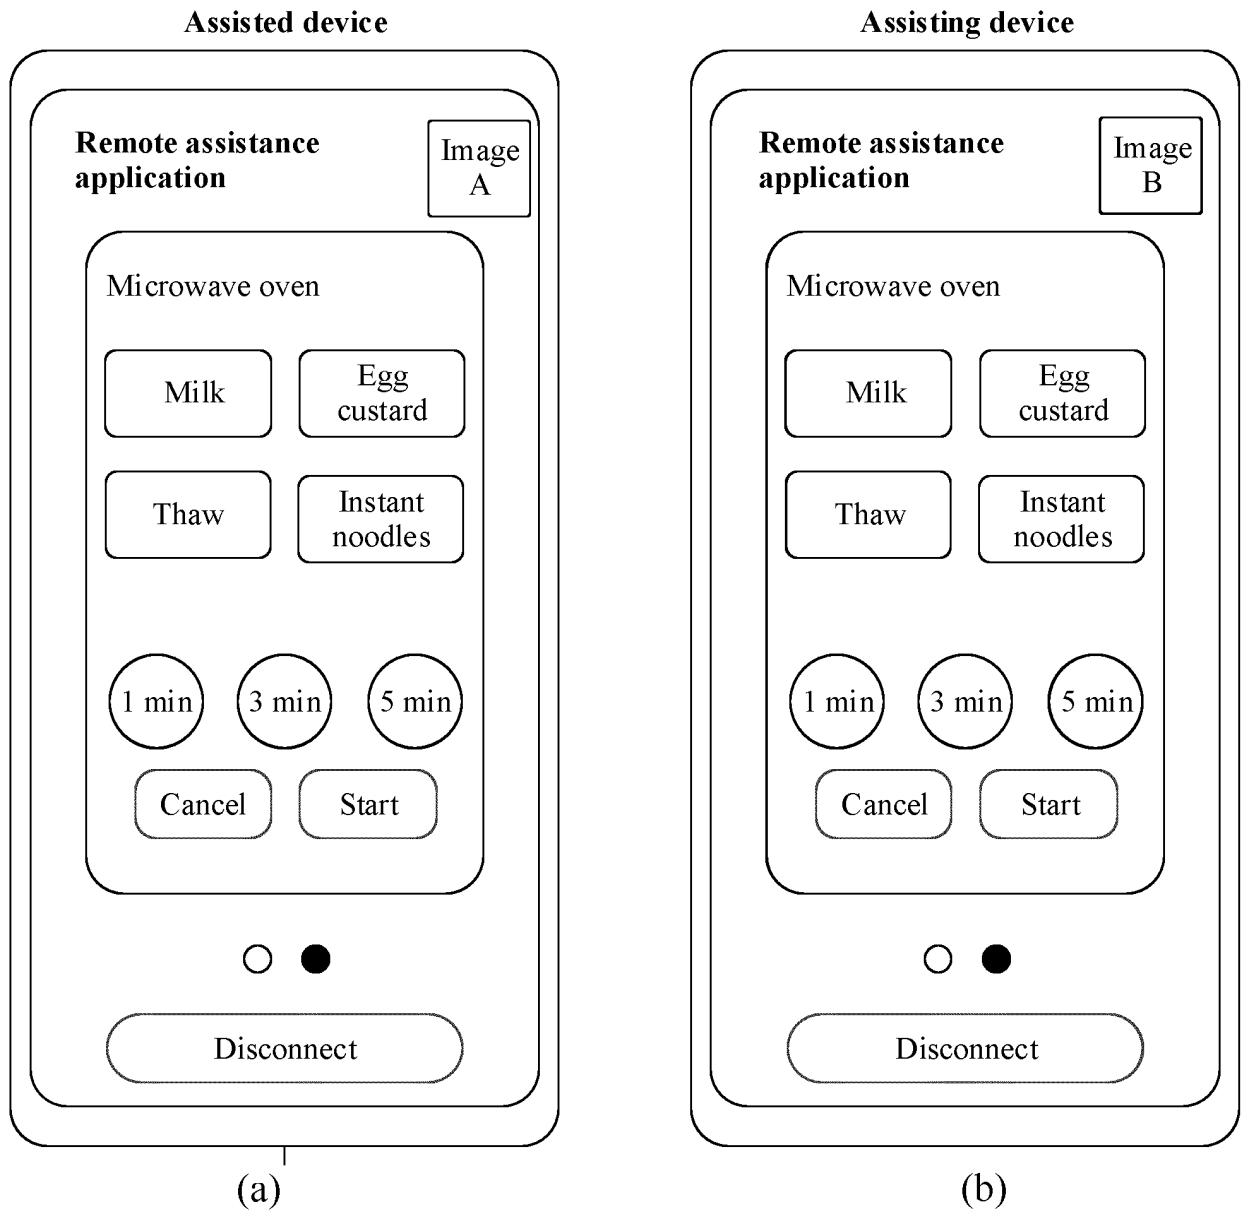 Assisted device
Remote assistance
application
Image
A
Microwave oven
Milk
Egg
custard
Thaw
Instant
noodles
1 min
3 min
5 min
Cancel
Start
Disconnect
(a)
Assisting device
Remote assistance
application
Image
B
Microwave oven
Milk
Egg
custard
Thaw
Instant
noodles
1 min
3 min
5 min
Cancel
Start
Disconnect
(b)